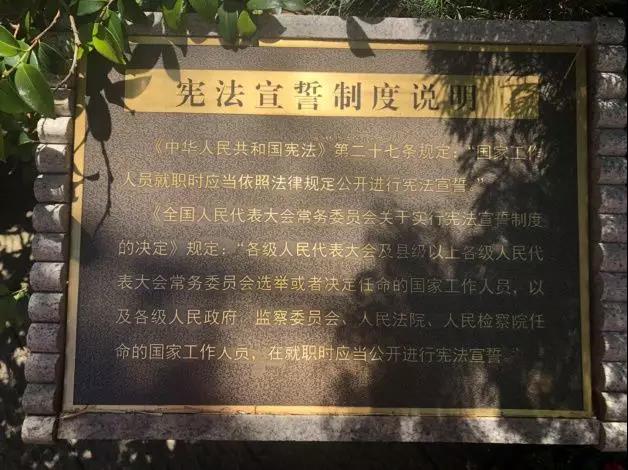 宪法宣誓制度说明
《中华人民共和国宪法》第二十七条规定:“国家工作
人员就职时应当依照法律规定公开进行宪法宣誓。”
《全国人民代表大会常务委员会关于实行宪法宣誓制度
的决定》规定:“各级人民代表大会及县级以上各级人民代
表大会常务委员会选举或者决定任命的国家工作人员，以
及各级人民政府、监察委员会、人民法院、人民检察院任
命的国家工作人员，在就职时应当公开进行宪法宣誓。”